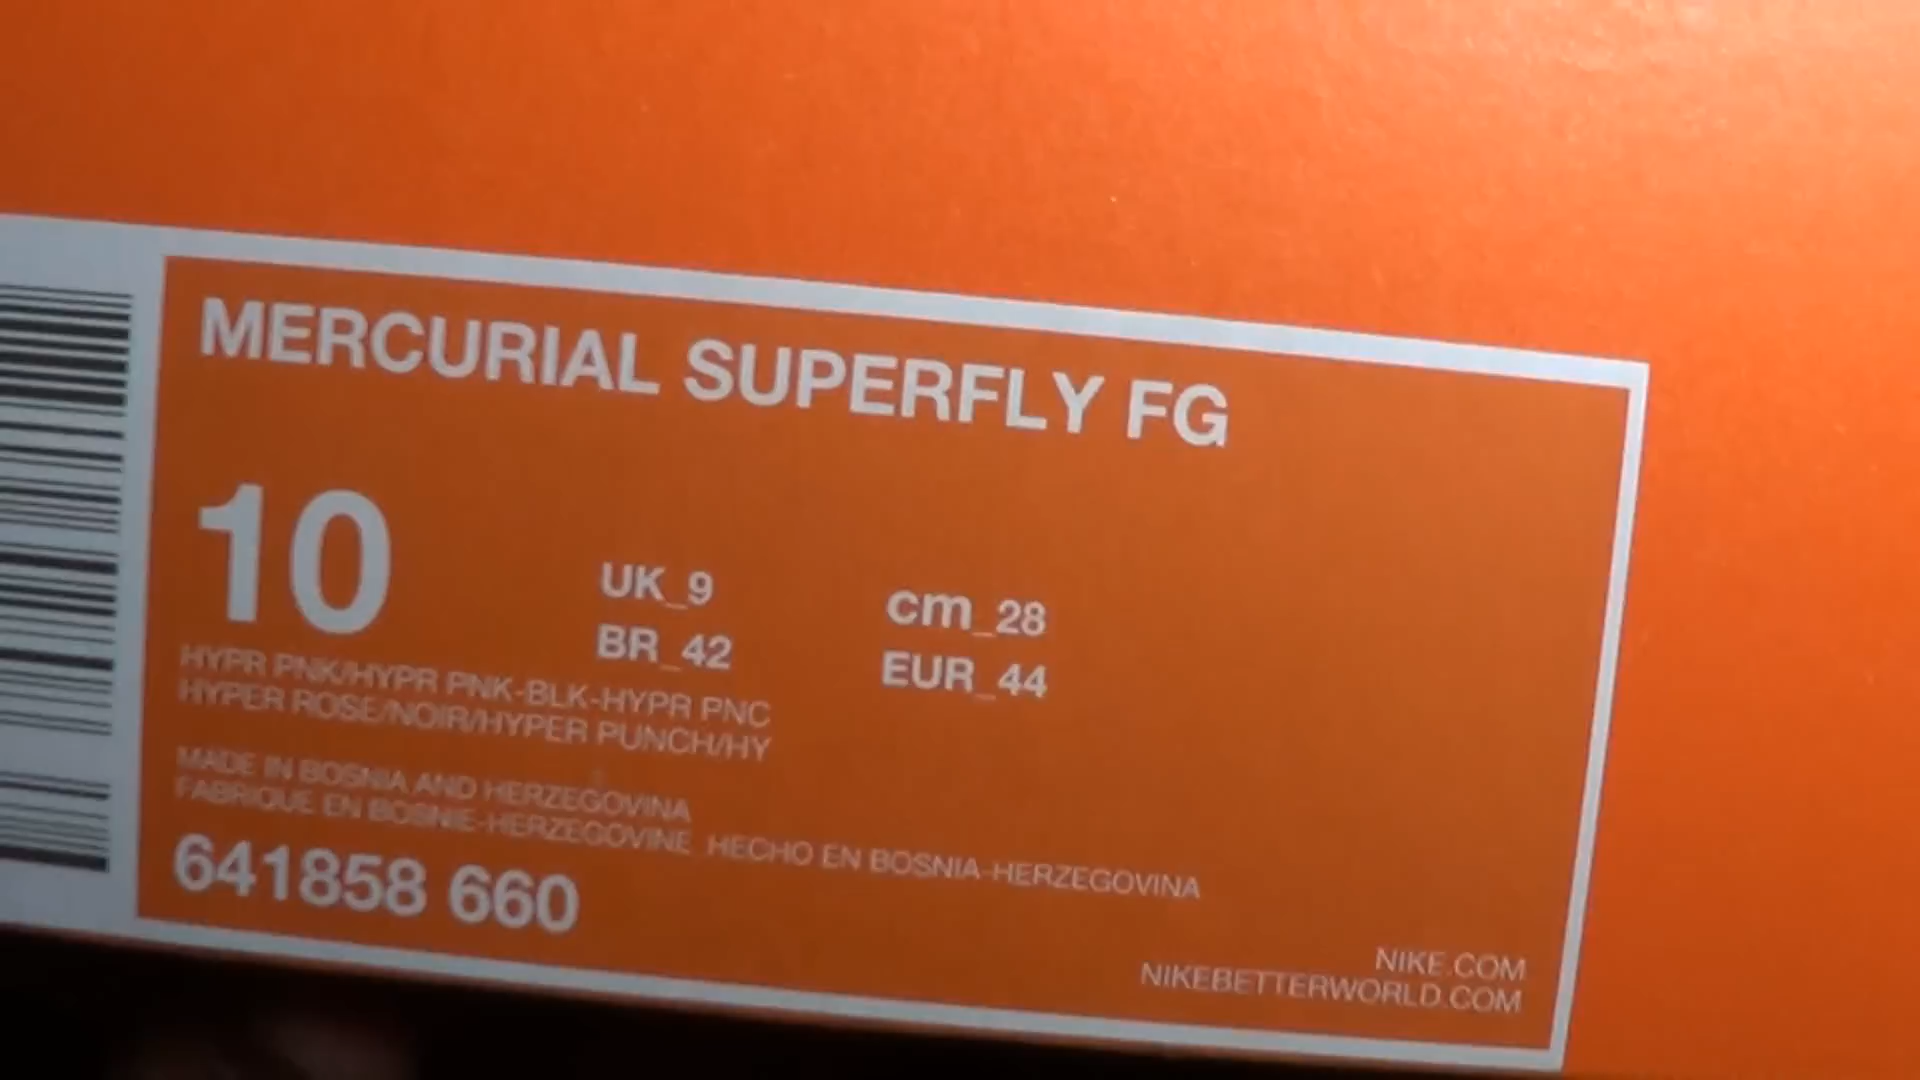 MERCURIAL SUPERFLY FG
10
UK_9
cm_28
BR_42
EUR_44
HYPR PNK/HYPR PNK-BLK-HYPR PNC
HYPER ROSE/NOIR/HYPER PUNCH/HY
MADE IN BOSNIA AND HERZEGOVINA
FABRIQUE EN BOSNIE-HERZEGOVINE HECHO EN BOSNIA-HERZEGOVINA
641858 660
NIKE.COM
NIKEBETTERWORLD.COM